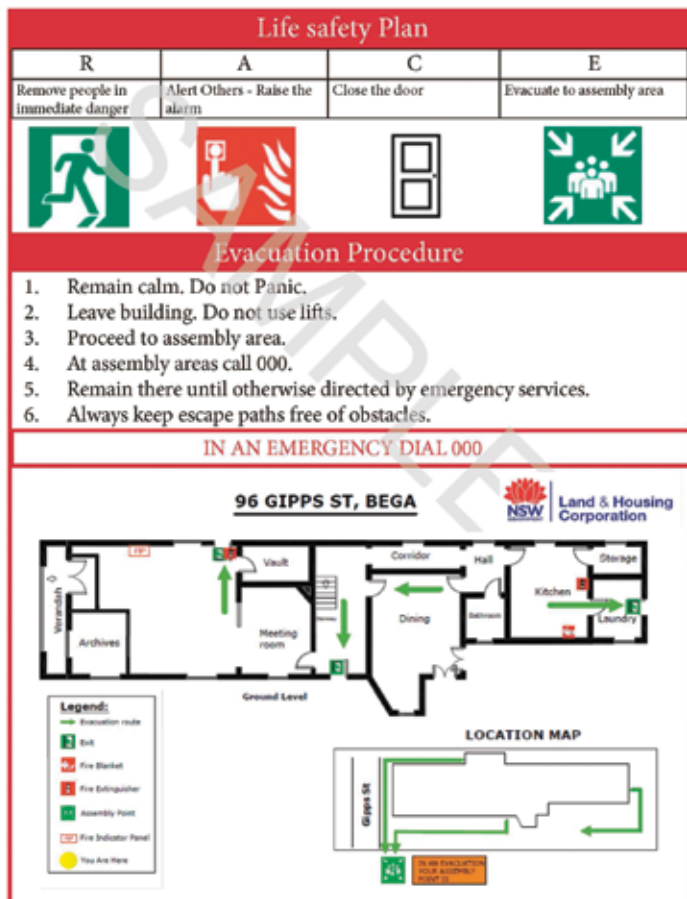 Life safety Plan
R
A
C
E
Remove people in
immediate danger
Alert Others - Raise the
alarm
Close the door
Evacuate to assembly area
SAMPLE
Evacuation Procedure
1. Remain calm. Do not Panic.
2. Leave building. Do not use lifts.
3. Proceed to assembly area.
4. At assembly areas call 000.
5. Remain there until otherwise directed by emergency services.
6. Always keep escape paths free of obstacles.
IN AN EMERGENCY DIAL 000
96 GIPPS ST, BEGA
NSW
Land & Housing
Corporation
Verandah
Archives
FIP
Vault
Meeting
room
Corridor
Dining
Hall
Bathroom
Kitchen
Storage
Laundry
Ground Level
Legend:
Evacuation route
Exit
Fire Blanket
Fire Extinguisher
Assembly Point
FIP
Fire Indicator Panel
You Are Here
LOCATION MAP
Gipps St
IN AN EVACUATION
YOUR ASSEMBLY
POINT IS